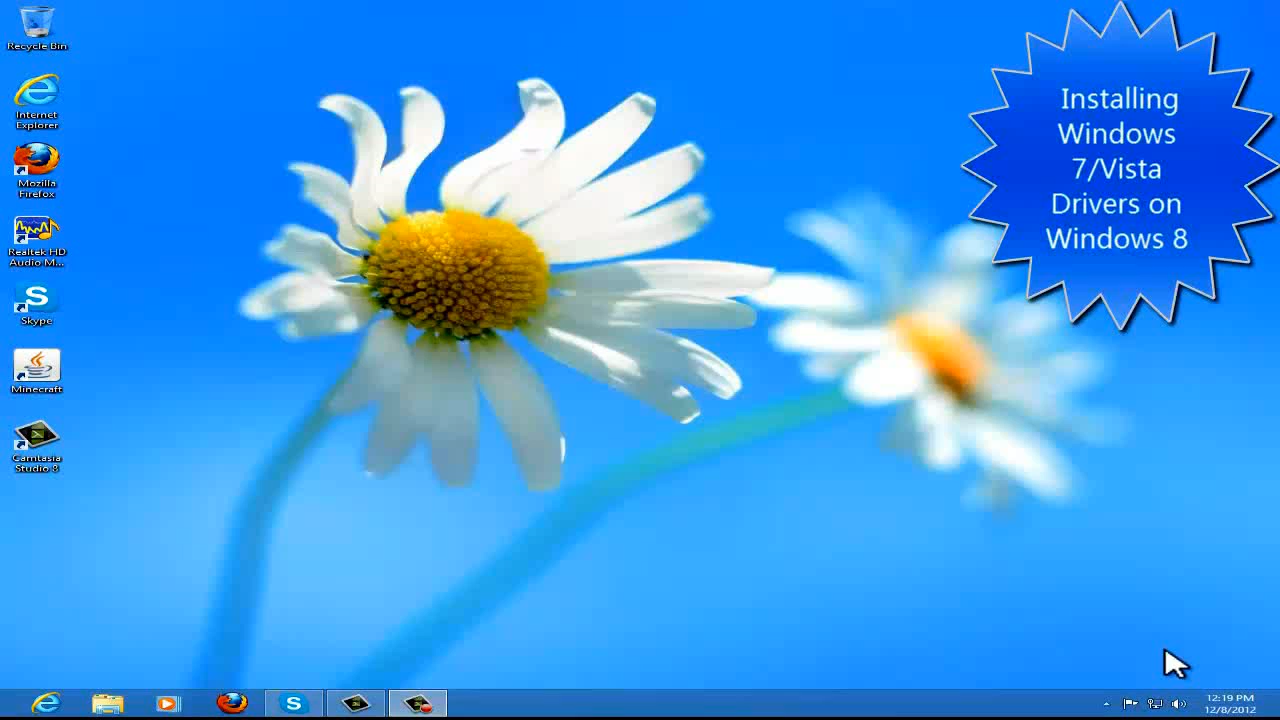 Recycle Bin
Internet
Explorer
Mozilla
Firefox
Realtek HD
Audio M...
Skype
Minecraft
Camtasia
Studio 8
Installing
Windows
7/Vista
Drivers on
Windows 8
12:19 PM
12/8/2012